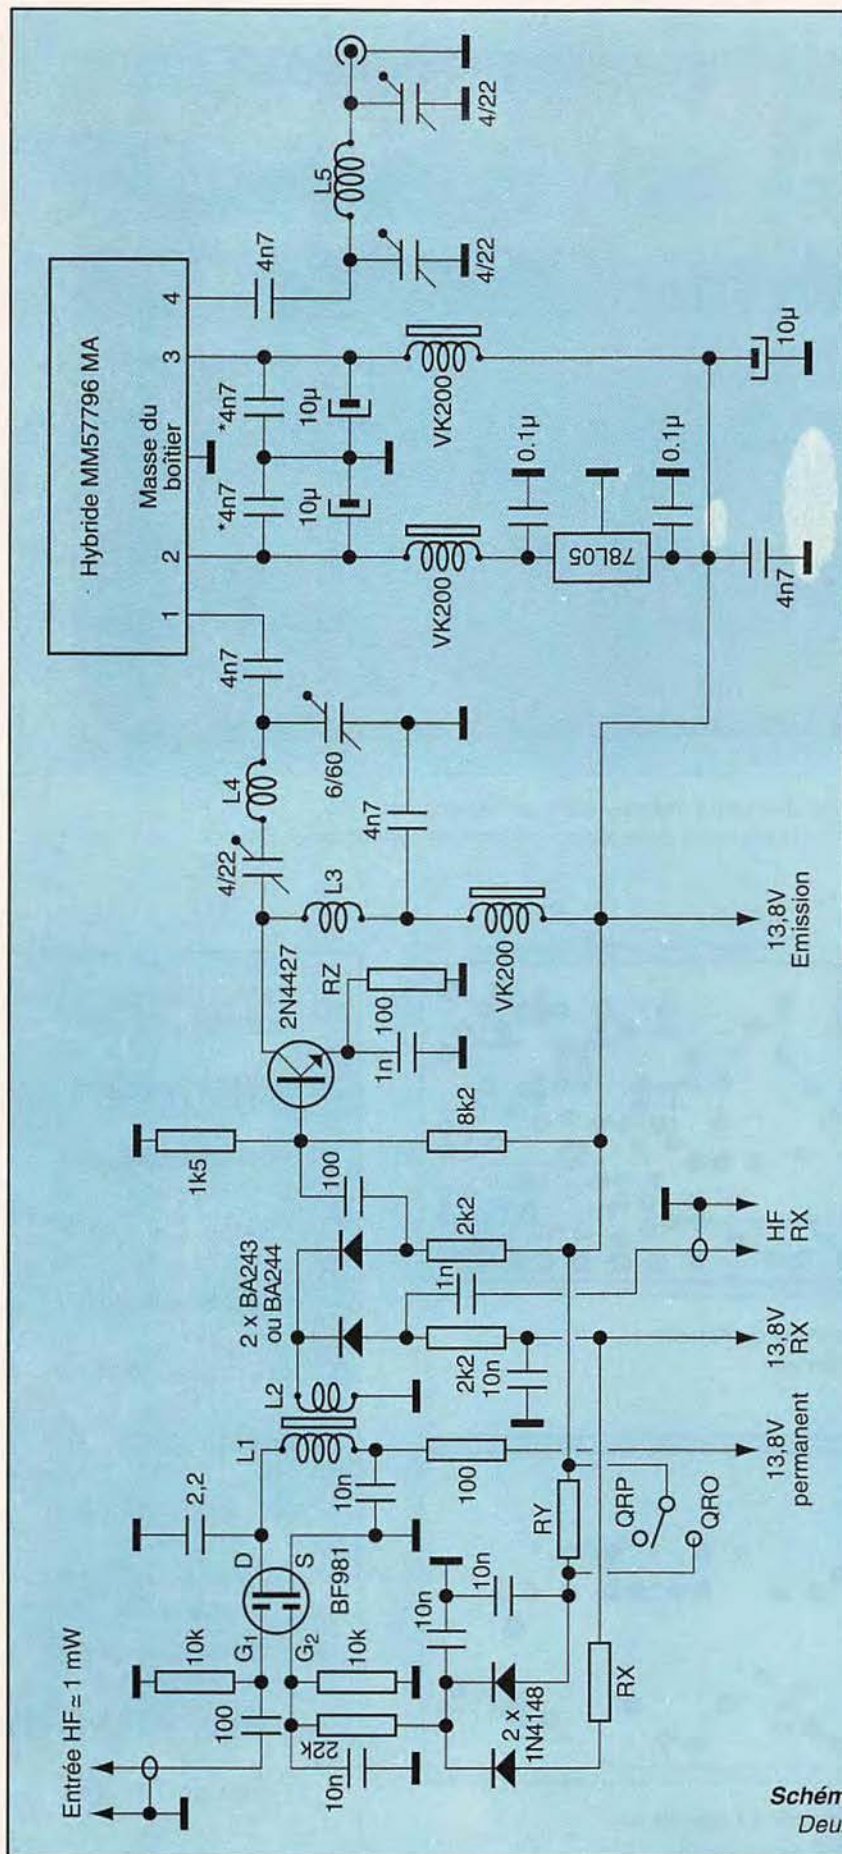 Entrée HF ≃ 1 mW
100
10k
G1
G2
D
S
BF981
2,2
10k
22k
10n
10n
10n
2 x
1N4148
RX
RY
QRP
QRO
L1
L2
10n
100
13,8V
permanent
2 x BA243
ou BA244
2k2
10n
13,8V
RX
1n
2k2
HF
RX
100
1k5
8k2
2N4427
RZ
1n
100
L3
4/22
L4
6/60
4n7
VK200
13,8V
Emission
4n7
Hybride MM57796 MA
1
2
Masse du
boîtier
3
4
*4n7
*4n7
10µ
10µ
VK200
VK200
0.1µ
78L05
0.1µ
4n7
10µ
4n7
L5
4/22
4/22
Schém
Deu